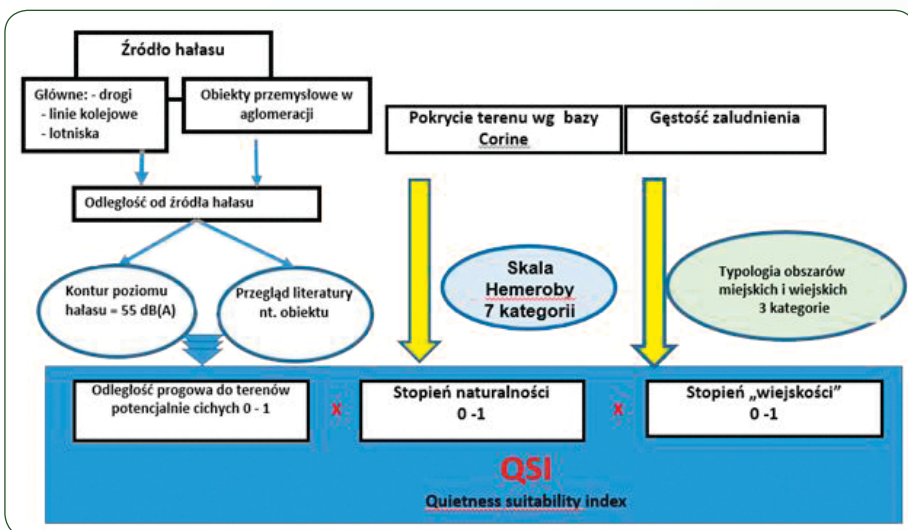 Źródło hałasu
Główne: - drogi
- linie kolejowe
- lotniska
Obiekty przemysłowe w
aglomeracji
Pokrycie terenu wg bazy
Corine
Gęstość zaludnienia
Odległość od źródła hałasu
Kontur poziomu
hałasu = 55 dB(A)
Przegląd literatury
nt. obiektu
Skala
Hemeroby
7 kategorii
Typologia obszarów
miejskich i wiejskich
3 kategorie
Odległość progowa do terenów
potencjalnie cichych 0 - 1
x
Stopień naturalności
0 -1
x
Stopień „wiejskości”
0 -1
QSI
Quietness suitability index